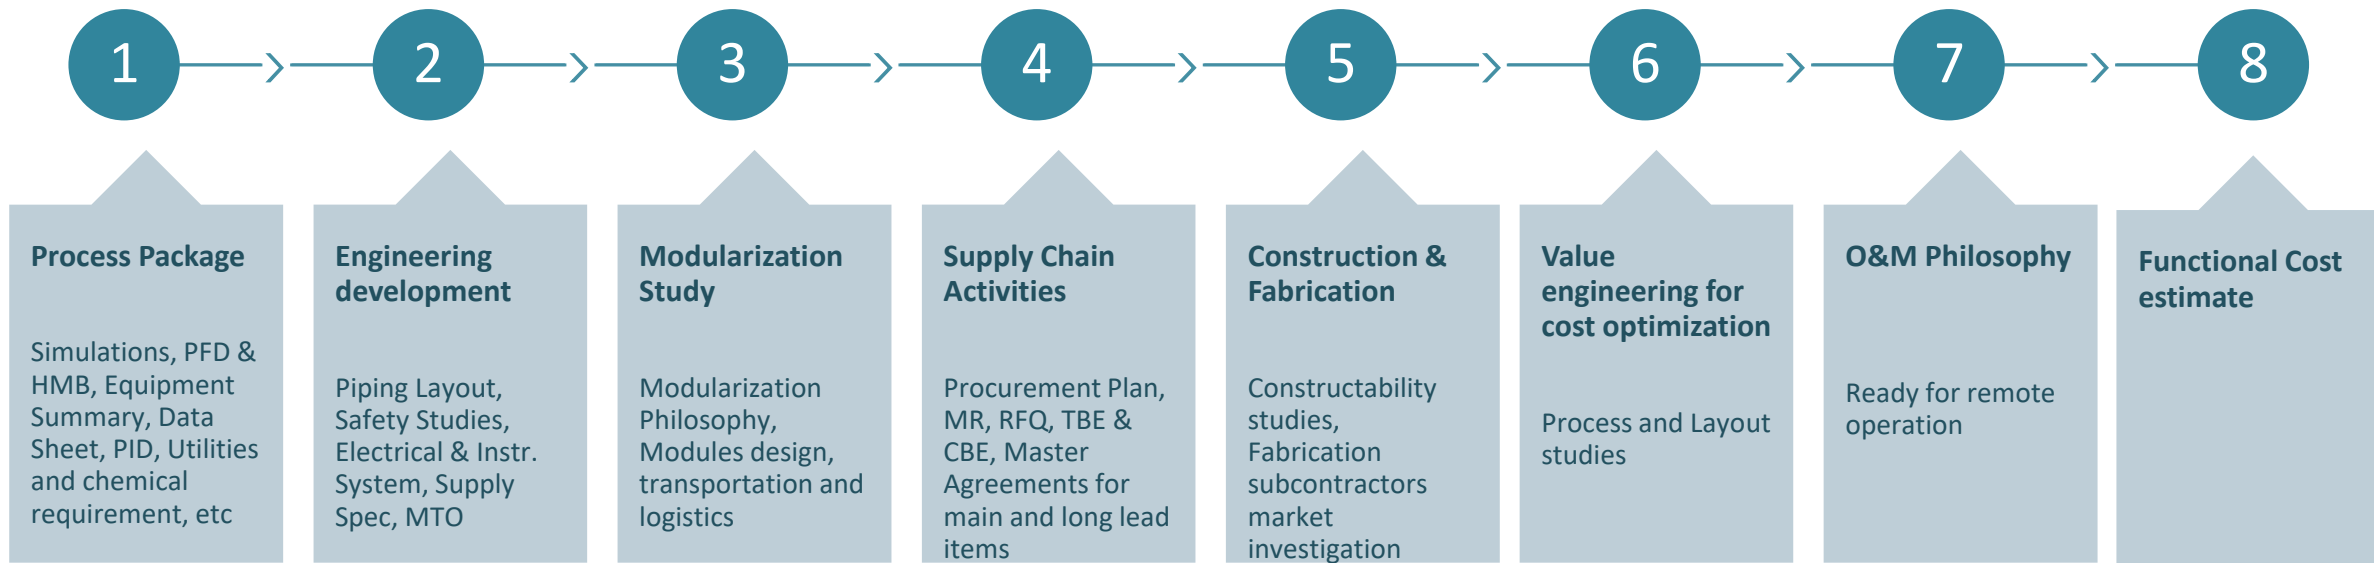 1
2
3
4
5
6
7
8
Process Package
Simulations, PFD &
HMB, Equipment
Summary, Data
Sheet, PID, Utilities
and chemical
requirement, etc
Engineering
development
Piping Layout,
Safety Studies,
Electrical & Instr.
System, Supply
Spec, MTO
Modularization
Study
Modularization
Philosophy,
Modules design,
transportation and
logistics
Supply Chain
Activities
Procurement Plan,
MR, RFQ, TBE &
CBE, Master
Agreements for
main and long lead
items
Construction &
Fabrication
Constructability
studies,
Fabrication
subcontractors
market
investigation
Value
engineering for
cost optimization
Process and Layout
studies
O&M Philosophy
Ready for remote
operation
Functional Cost
estimate